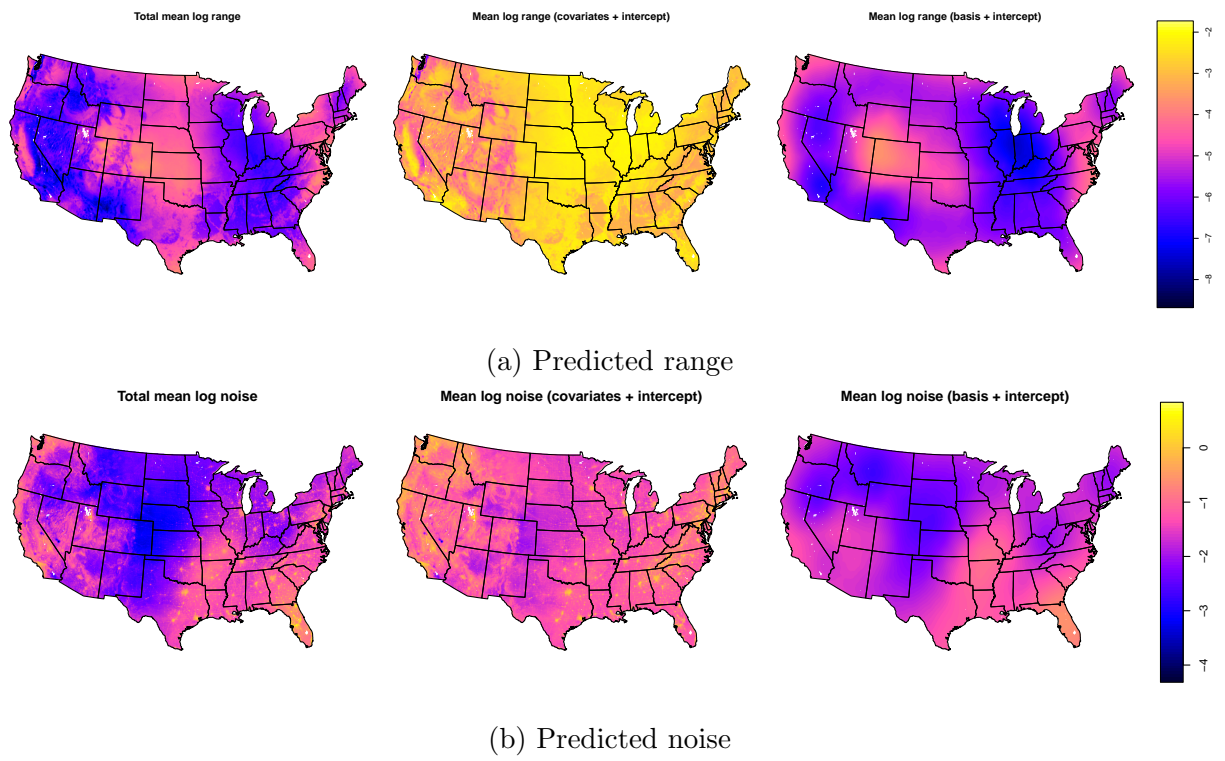 Total mean log range
Mean log range (covariates + intercept)
Mean log range (basis + intercept)
-2
-3
-4
-5
-6
-7
-8
(a) Predicted range
Total mean log noise
Mean log noise (covariates + intercept)
Mean log noise (basis + intercept)
0
-1
-2
-3
-4
(b) Predicted noise